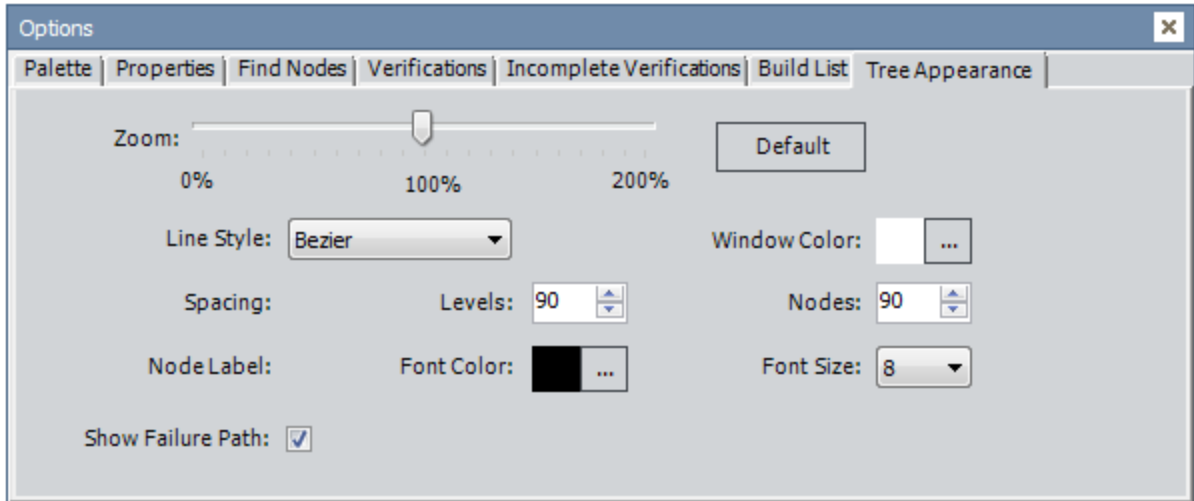 Options
Palette Properties Find Nodes Verifications Incomplete Verifications Build List Tree Appearance
Zoom: Default
0% 100% 200%
Line Style: Bezier Window Color: ...
Spacing: Levels: 90 Nodes: 90
Node Label: Font Color: ... Font Size: 8
Show Failure Path: